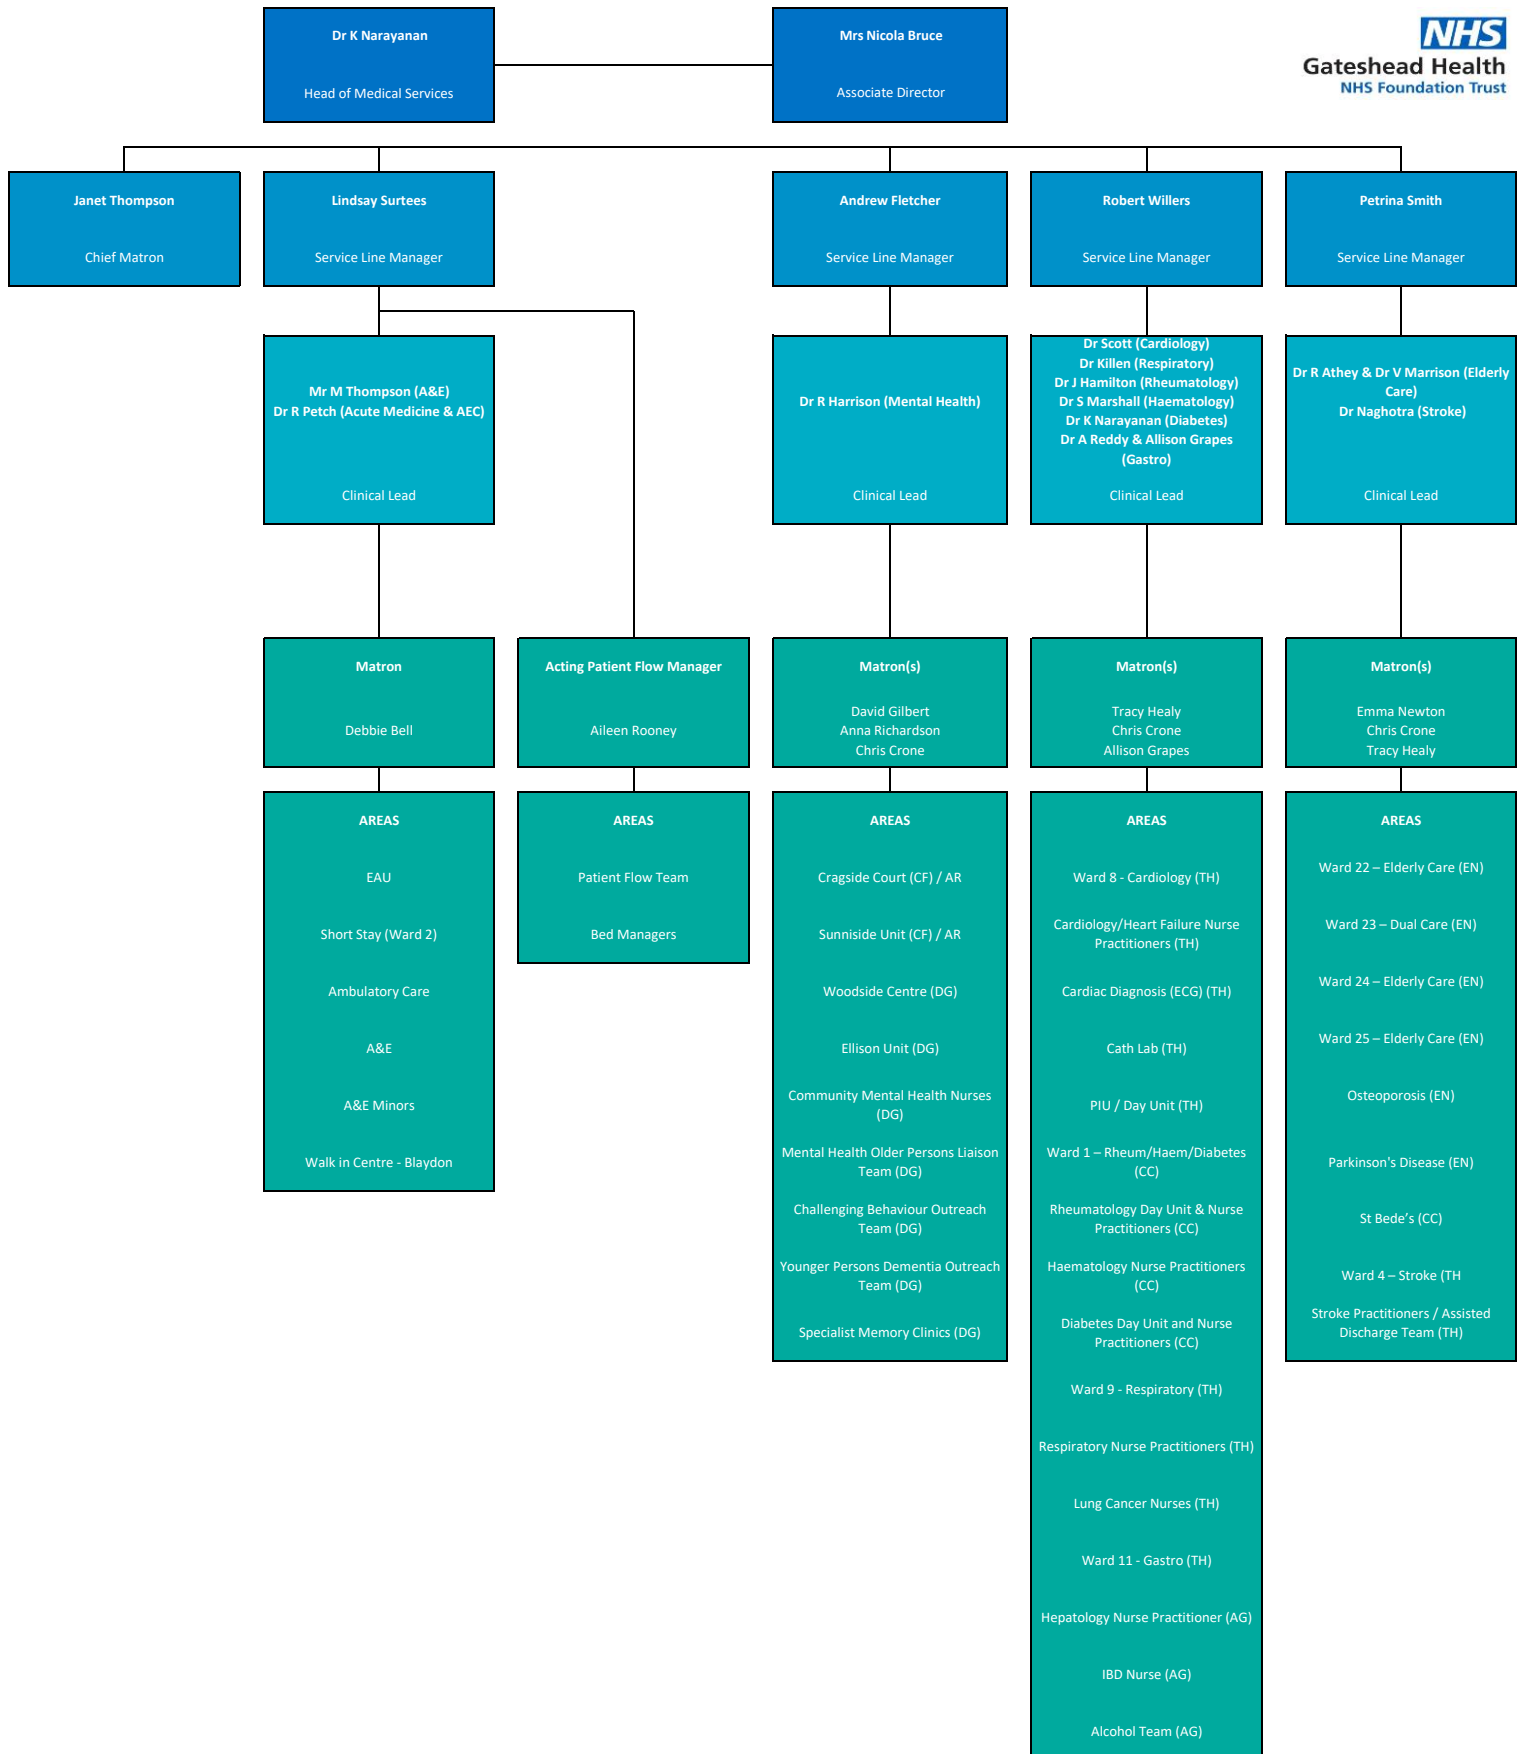 Dr K Narayanan
Head of Medical Services
Mrs Nicola Bruce
Associate Director
NHS
Gateshead Health
NHS Foundation Trust
Janet Thompson
Chief Matron
Lindsay Surtees
Service Line Manager
Andrew Fletcher
Service Line Manager
Robert Willers
Service Line Manager
Petrina Smith
Service Line Manager
Mr M Thompson (A&E)
Dr R Petch (Acute Medicine & AEC)
Clinical Lead
Dr R Harrison (Mental Health)
Clinical Lead
Dr Scott (Cardiology)
Dr Killen (Respiratory)
Dr J Hamilton (Rheumatology)
Dr S Marshall (Haematology)
Dr K Narayanan (Diabetes)
Dr A Reddy & Allison Grapes
(Gastro)
Clinical Lead
Dr R Athey & Dr V Marrison (Elderly
Care)
Dr Naghotra (Stroke)
Clinical Lead
Matron
Debbie Bell
Acting Patient Flow Manager
Aileen Rooney
Matron(s)
David Gilbert
Anna Richardson
Chris Crone
Matron(s)
Tracy Healy
Chris Crone
Allison Grapes
Matron(s)
Emma Newton
Chris Crone
Tracy Healy
AREAS
EAU
Short Stay (Ward 2)
Ambulatory Care
A&E
A&E Minors
Walk in Centre - Blaydon
AREAS
Patient Flow Team
Bed Managers
AREAS
Cragside Court (CF) / AR
Sunniside Unit (CF) / AR
Woodside Centre (DG)
Ellison Unit (DG)
Community Mental Health Nurses
(DG)
Mental Health Older Persons Liaison
Team (DG)
Challenging Behaviour Outreach
Team (DG)
Younger Persons Dementia Outreach
Team (DG)
Specialist Memory Clinics (DG)
AREAS
Ward 8 - Cardiology (TH)
Cardiology/Heart Failure Nurse
Practitioners (TH)
Cardiac Diagnosis (ECG) (TH)
Cath Lab (TH)
PIU / Day Unit (TH)
Ward 1 – Rheum/Haem/Diabetes
(CC)
Rheumatology Day Unit & Nurse
Practitioners (CC)
Haematology Nurse Practitioners
(CC)
Diabetes Day Unit and Nurse
Practitioners (CC)
Ward 9 - Respiratory (TH)
Respiratory Nurse Practitioners (TH)
Lung Cancer Nurses (TH)
Ward 11 - Gastro (TH)
Hepatology Nurse Practitioner (AG)
IBD Nurse (AG)
Alcohol Team (AG)
AREAS
Ward 22 – Elderly Care (EN)
Ward 23 – Dual Care (EN)
Ward 24 – Elderly Care (EN)
Ward 25 – Elderly Care (EN)
Osteoporosis (EN)
Parkinson's Disease (EN)
St Bede’s (CC)
Ward 4 – Stroke (TH
Stroke Practitioners / Assisted
Discharge Team (TH)